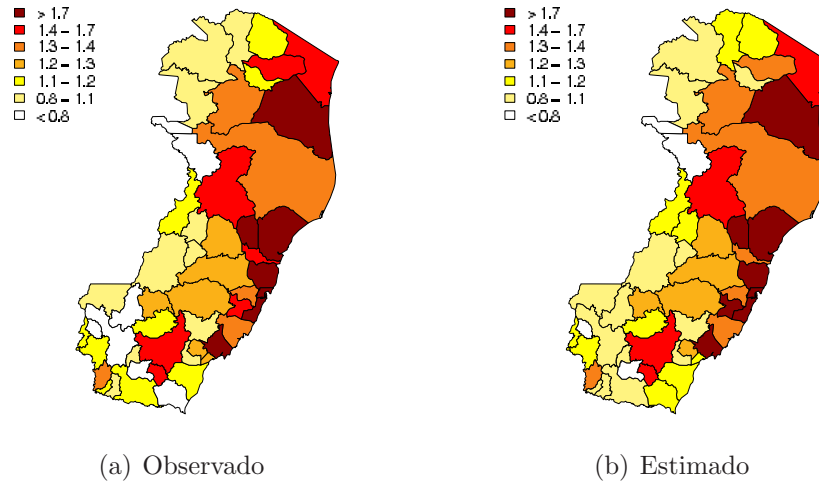 > 1.7
1.4 – 1.7
1.3 – 1.4
1.2 – 1.3
1.1 – 1.2
0.8 – 1.1
< 0.8
> 1.7
1.4 – 1.7
1.3 – 1.4
1.2 – 1.3
1.1 – 1.2
0.8 – 1.1
< 0.8
(a) Observado
(b) Estimado